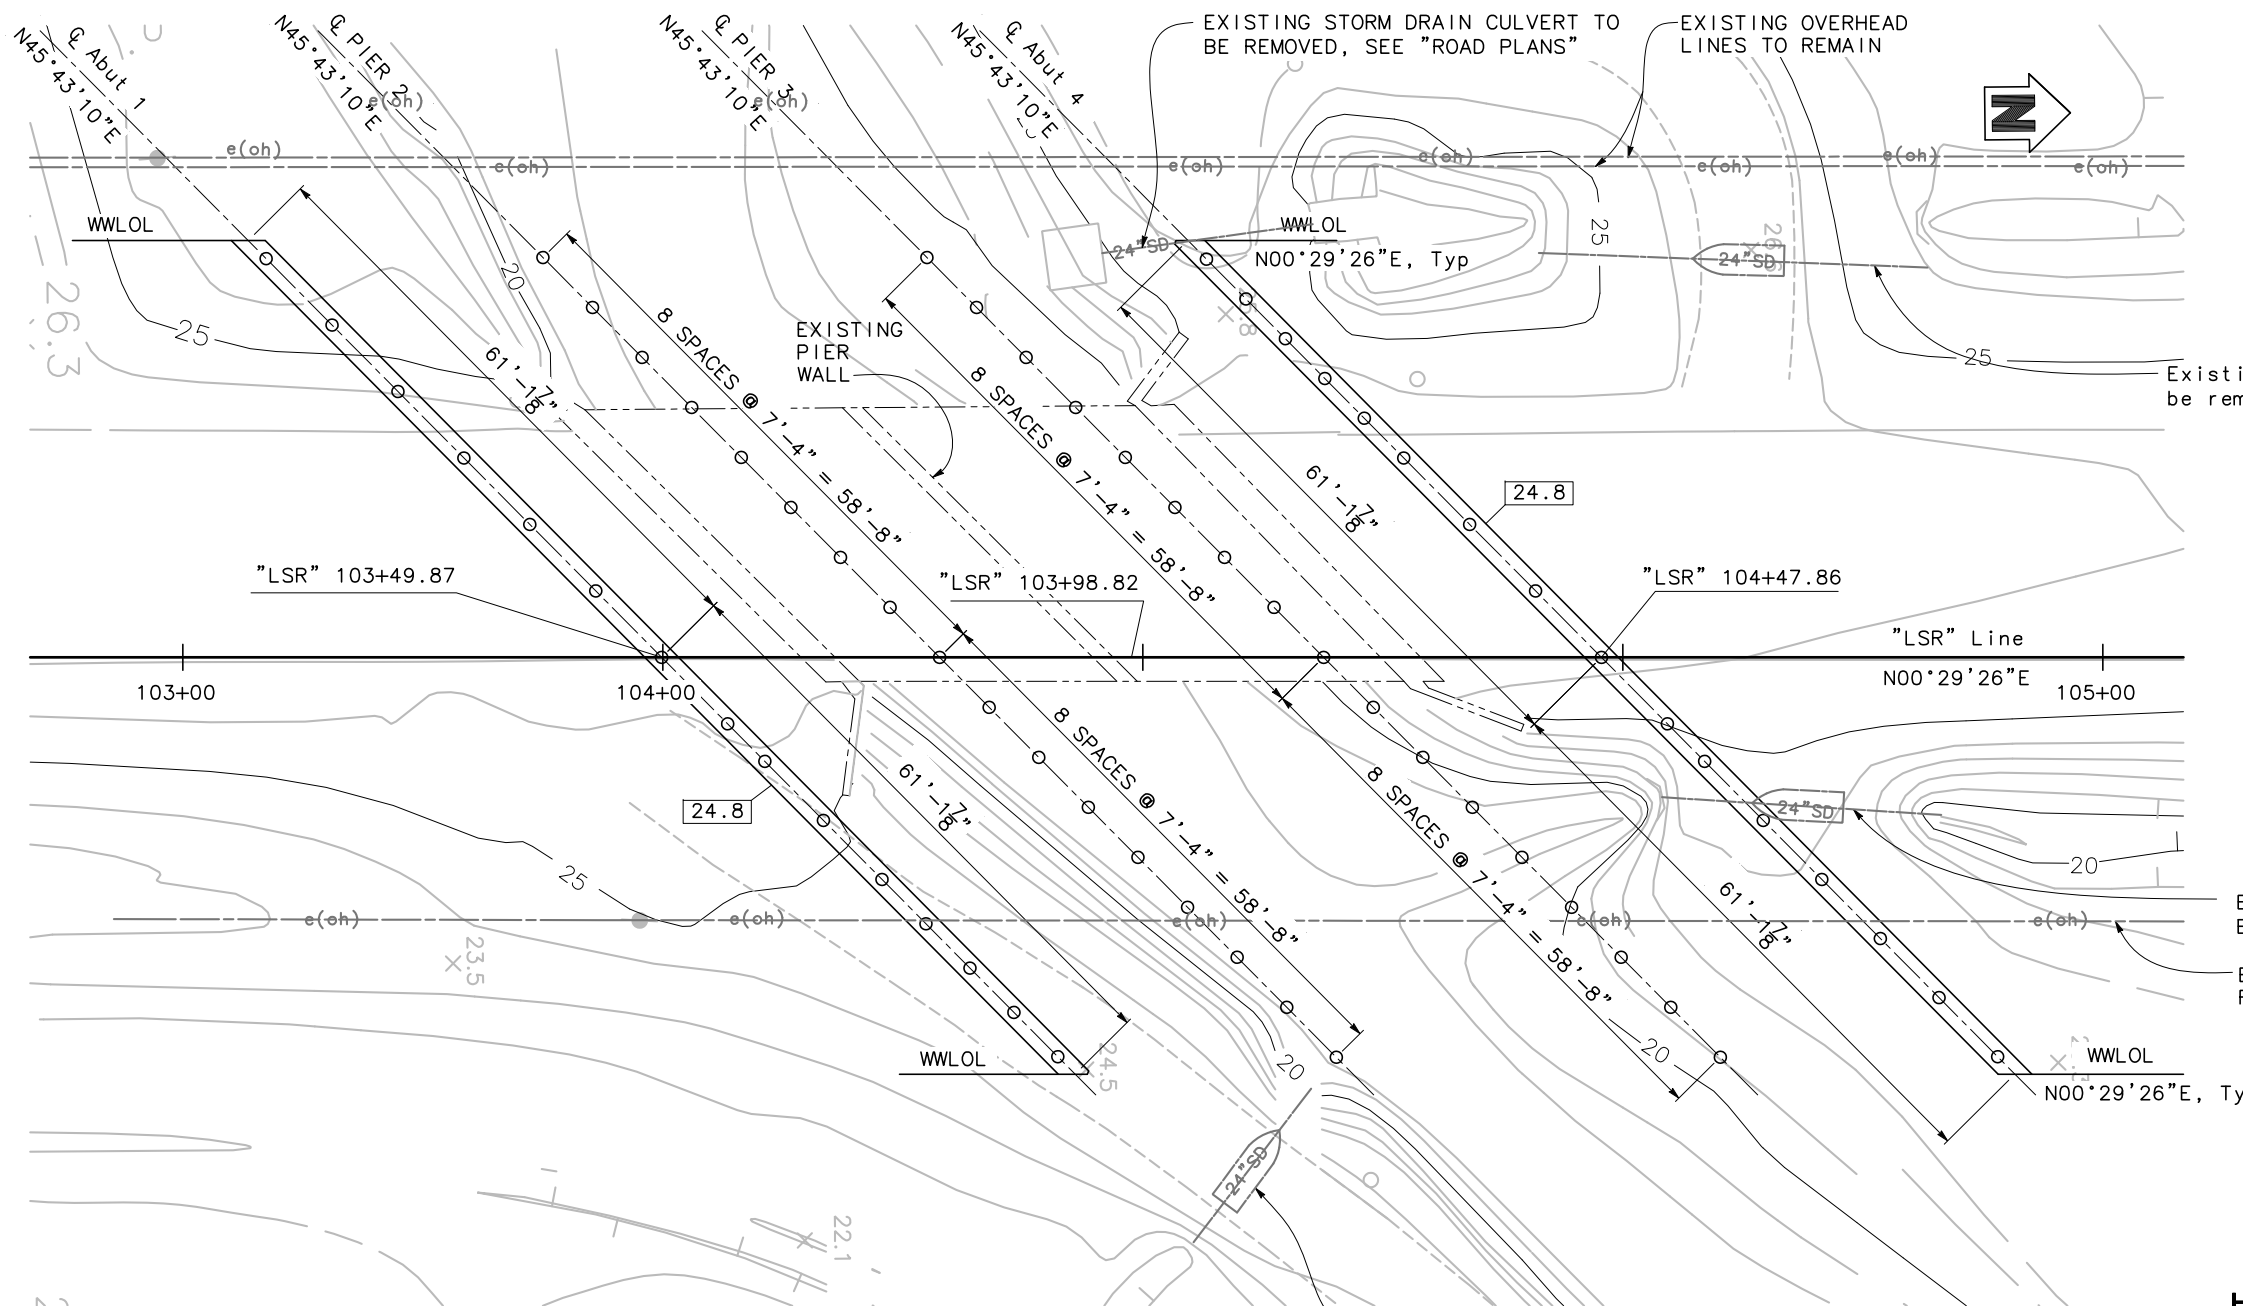 ℄ Abut 1
N45°43'10"E
℄ PIER 2
N45°43'10"E
℄ PIER 3
N45°43'10"E
℄ Abut 4
N45°43'10"E
EXISTING STORM DRAIN CULVERT TO
BE REMOVED, SEE "ROAD PLANS"
EXISTING OVERHEAD
LINES TO REMAIN
N
e(oh)
e(oh)
e(oh)
e(oh)
e(oh)
e(oh)
e(oh)
e(oh)
e(oh)
WWLOL
WWLOL
N00°29'26"E, Typ
24"SD
24"SD
25
20
26.3
25
25
EXISTING
PIER
WALL
Existi
be rem
61'-1 7/8"
8 SPACES @ 7'-4" = 58'-8"
8 SPACES @ 7'-4" = 58'-8"
61'-1 7/8"
24.8
"LSR" 103+49.87
"LSR" 103+98.82
"LSR" 104+47.86
"LSR" Line
N00°29'26"E
103+00
104+00
105+00
61'-1 7/8"
8 SPACES @ 7'-4" = 58'-8"
8 SPACES @ 7'-4" = 58'-8"
61'-1 7/8"
24.8
24"SD
20
25
e(oh)
e(oh)
e(oh)
e(oh)
e(oh)
23.5
WWLOL
24.5
20
20
WWLOL
N00°29'26"E, Ty
24"SD
22.1